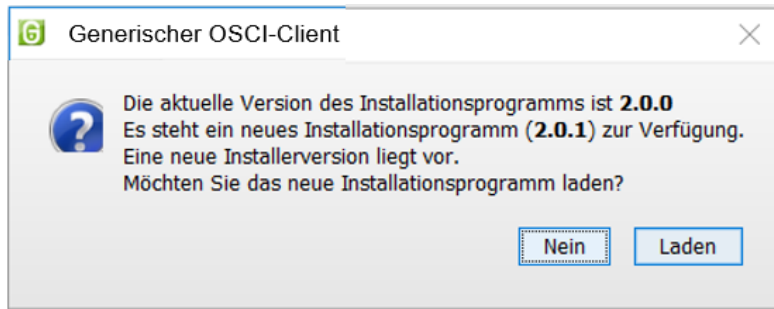 Generischer OSCI-Client
Die aktuelle Version des Installationsprogramms ist 2.0.0
Es steht ein neues Installationsprogramm (2.0.1) zur Verfügung.
Eine neue Installerversion liegt vor.
Möchten Sie das neue Installationsprogramm laden?
Nein Laden